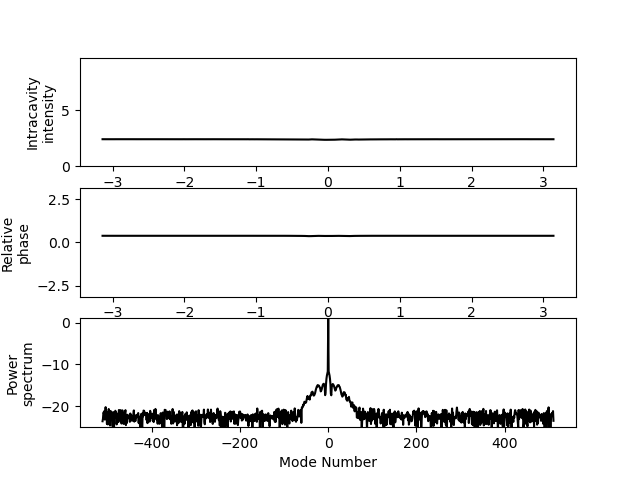 Intracavity
intensity
5
0
−3 −2 −1 0 1 2 3
Relative
phase
2.5
0.0
−2.5
−3 −2 −1 0 1 2 3
Power
spectrum
0
−10
−20
−400 −200 0 200 400
Mode Number